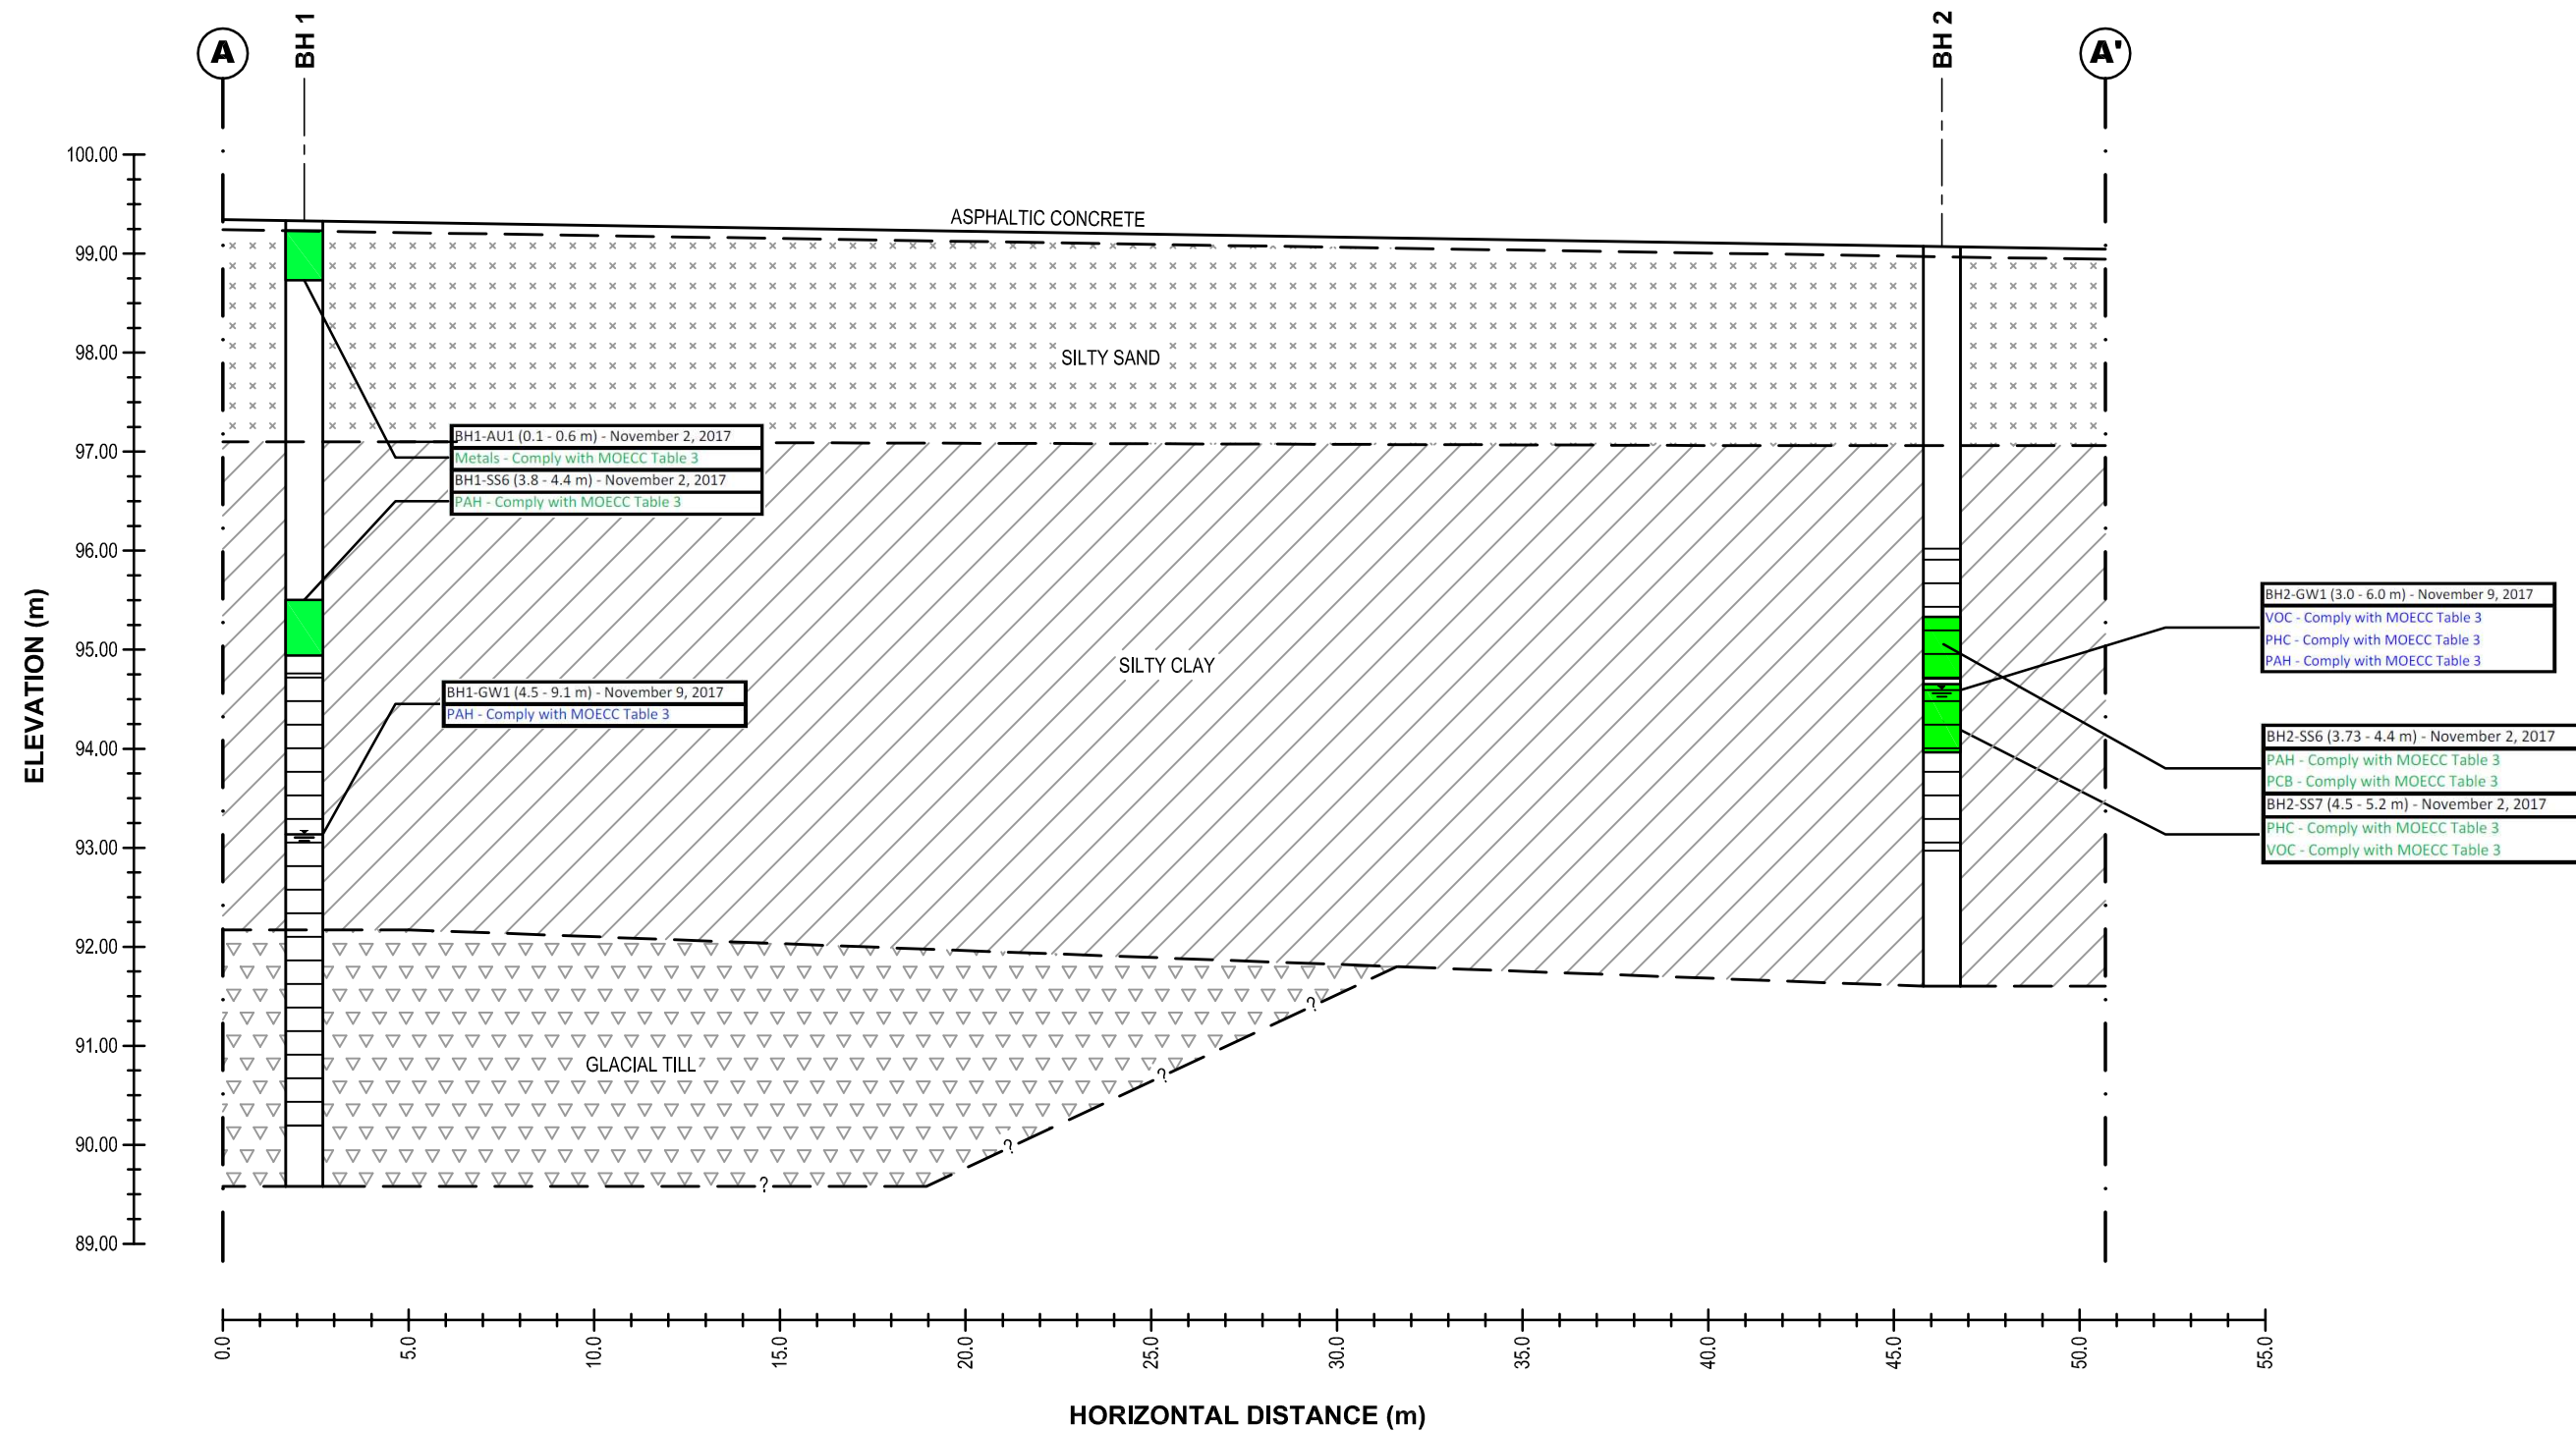 A
BH 1
BH 2
A'
100.00
99.00
98.00
97.00
96.00
95.00
94.00
93.00
92.00
91.00
90.00
89.00
ELEVATION (m)
ASPHALTIC CONCRETE
SILTY SAND
BH1-AU1 (0.1 - 0.6 m) - November 2, 2017
Metals - Comply with MOECC Table 3
BH1-SS6 (3.8 - 4.4 m) - November 2, 2017
PAH - Comply with MOECC Table 3
SILTY CLAY
BH1-GW1 (4.5 - 9.1 m) - November 9, 2017
PAH - Comply with MOECC Table 3
BH2-GW1 (3.0 - 6.0 m) - November 9, 2017
VOC - Comply with MOECC Table 3
PHC - Comply with MOECC Table 3
PAH - Comply with MOECC Table 3
BH2-SS6 (3.73 - 4.4 m) - November 2, 2017
PAH - Comply with MOECC Table 3
PCB - Comply with MOECC Table 3
BH2-SS7 (4.5 - 5.2 m) - November 2, 2017
PHC - Comply with MOECC Table 3
VOC - Comply with MOECC Table 3
GLACIAL TILL
?
?
?
?
0.0
5.0
10.0
15.0
20.0
25.0
30.0
35.0
40.0
45.0
50.0
55.0
HORIZONTAL DISTANCE (m)